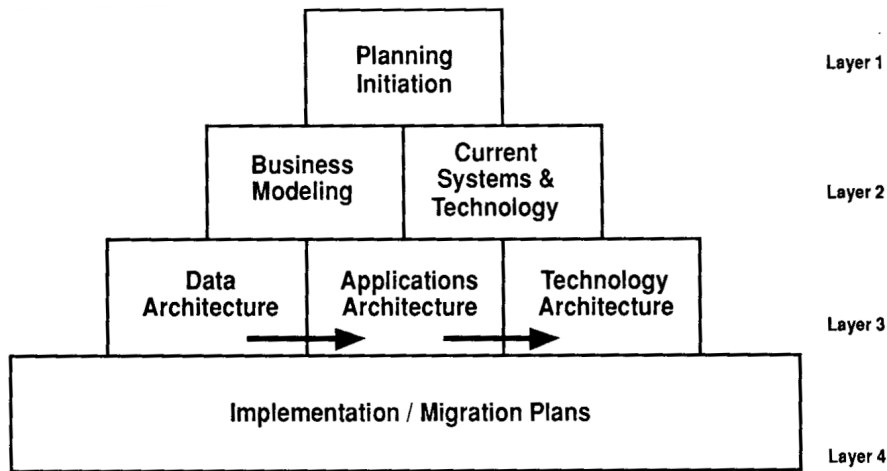 Planning
Initiation
Layer 1
Business
Modeling
Current
Systems &
Technology
Layer 2
Data
Architecture
Applications
Architecture
Technology
Architecture
Layer 3
Implementation / Migration Plans
Layer 4